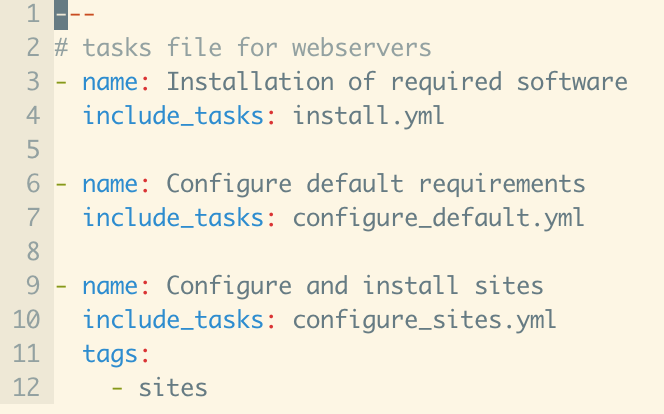 1 ---
2 # tasks file for webservers
3 - name: Installation of required software
4   include_tasks: install.yml
5
6 - name: Configure default requirements
7   include_tasks: configure_default.yml
8
9 - name: Configure and install sites
10   include_tasks: configure_sites.yml
11   tags:
12     - sites